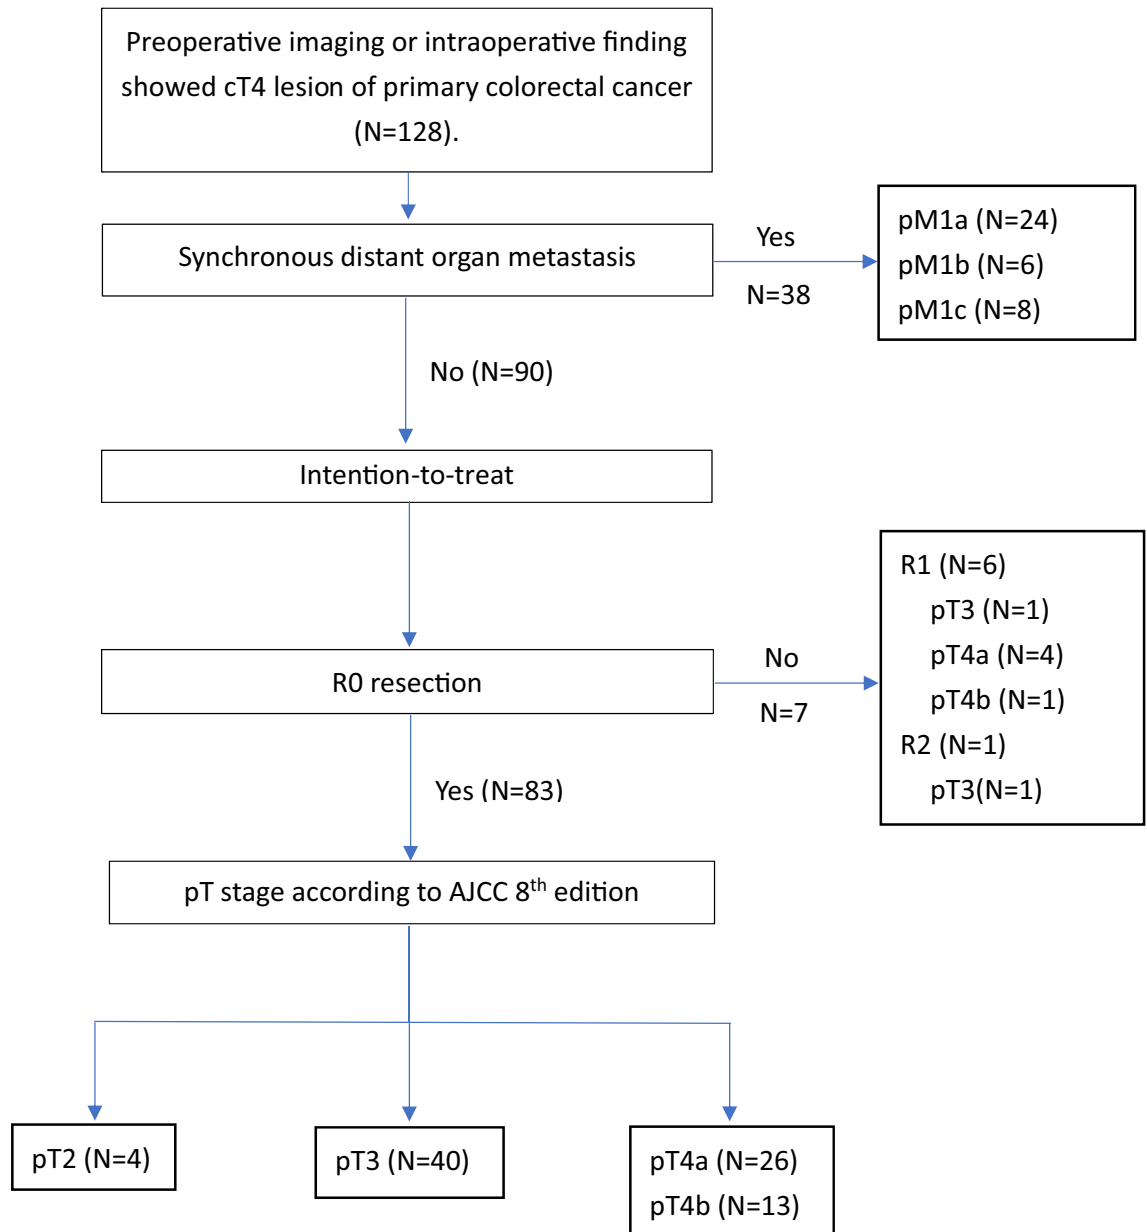 Preoperative imaging or intraoperative finding
showed cT4 lesion of primary colorectal cancer
(N=128).
Synchronous distant organ metastasis
Yes
N=38
pM1a (N=24)
pM1b (N=6)
pM1c (N=8)
No (N=90)
Intention-to-treat
R0 resection
No
N=7
R1 (N=6)
pT3 (N=1)
pT4a (N=4)
pT4b (N=1)
R2 (N=1)
pT3(N=1)
Yes (N=83)
pT stage according to AJCC 8th edition
pT2 (N=4)
pT3 (N=40)
pT4a (N=26)
pT4b (N=13)